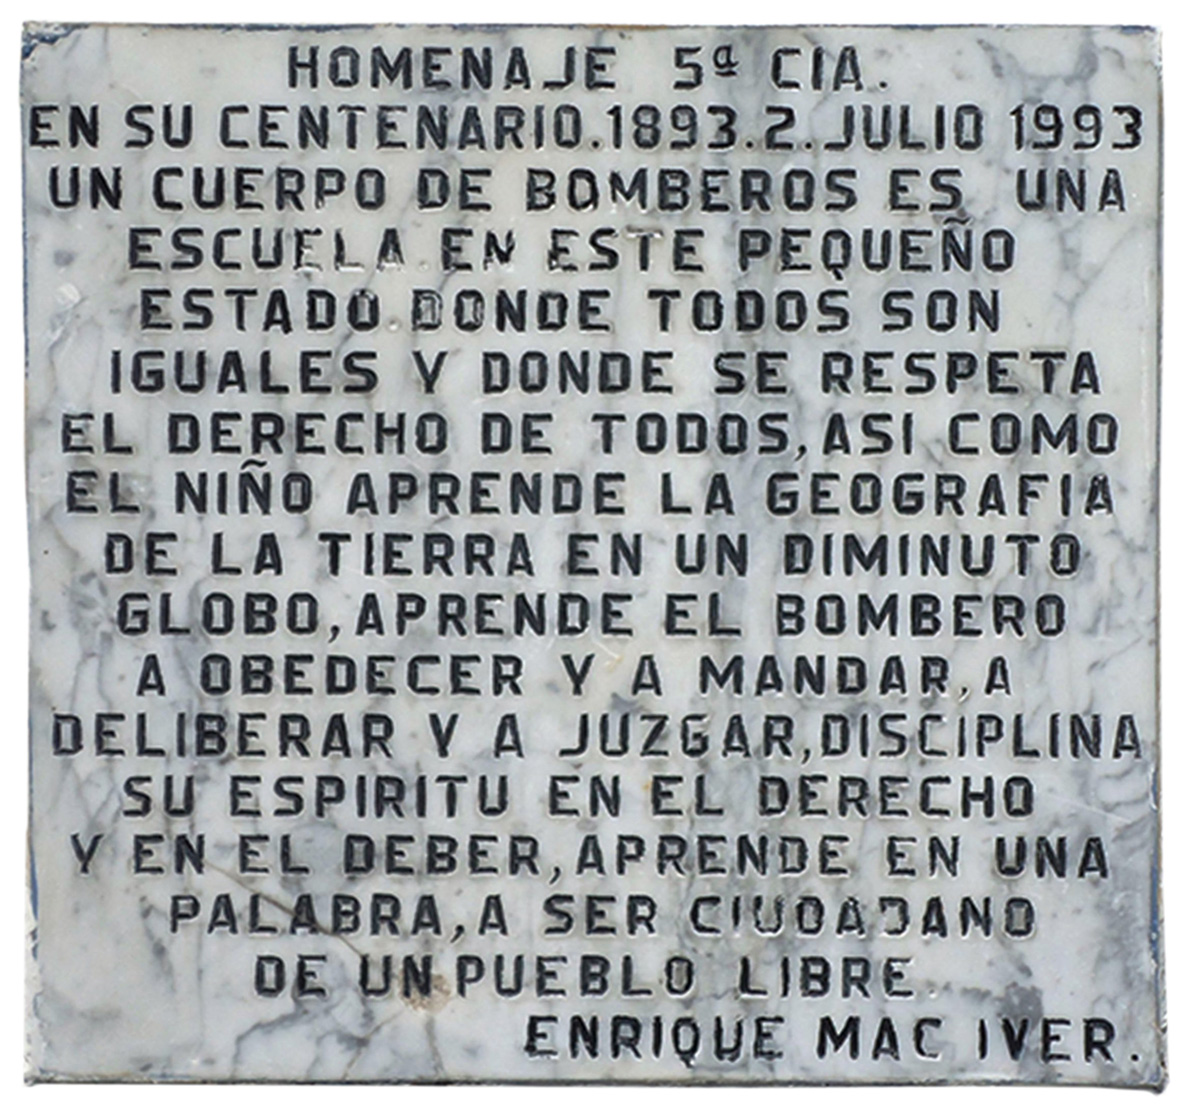 HOMENAJE 5ª CIA.
EN SU CENTENARIO.1893.2.JULIO 1993
UN CUERPO DE BOMBEROS ES UNA
ESCUELA.EN ESTE PEQUEÑO
ESTADO.DONDE TODOS SON
IGUALES Y DONDE SE RESPETA
EL DERECHO DE TODOS,ASI COMO
EL NIÑO APRENDE LA GEOGRAFIA
DE LA TIERRA EN UN DIMINUTO
GLOBO,APRENDE EL BOMBERO
A OBEDECER Y A MANDAR,A
DELIBERAR Y A JUZGAR,DISCIPLINA
SU ESPIRITU EN EL DERECHO
Y EN EL DEBER,APRENDE EN UNA
PALABRA,A SER CIUDADANO
DE UN PUEBLO LIBRE.
ENRIQUE MAC IVER.